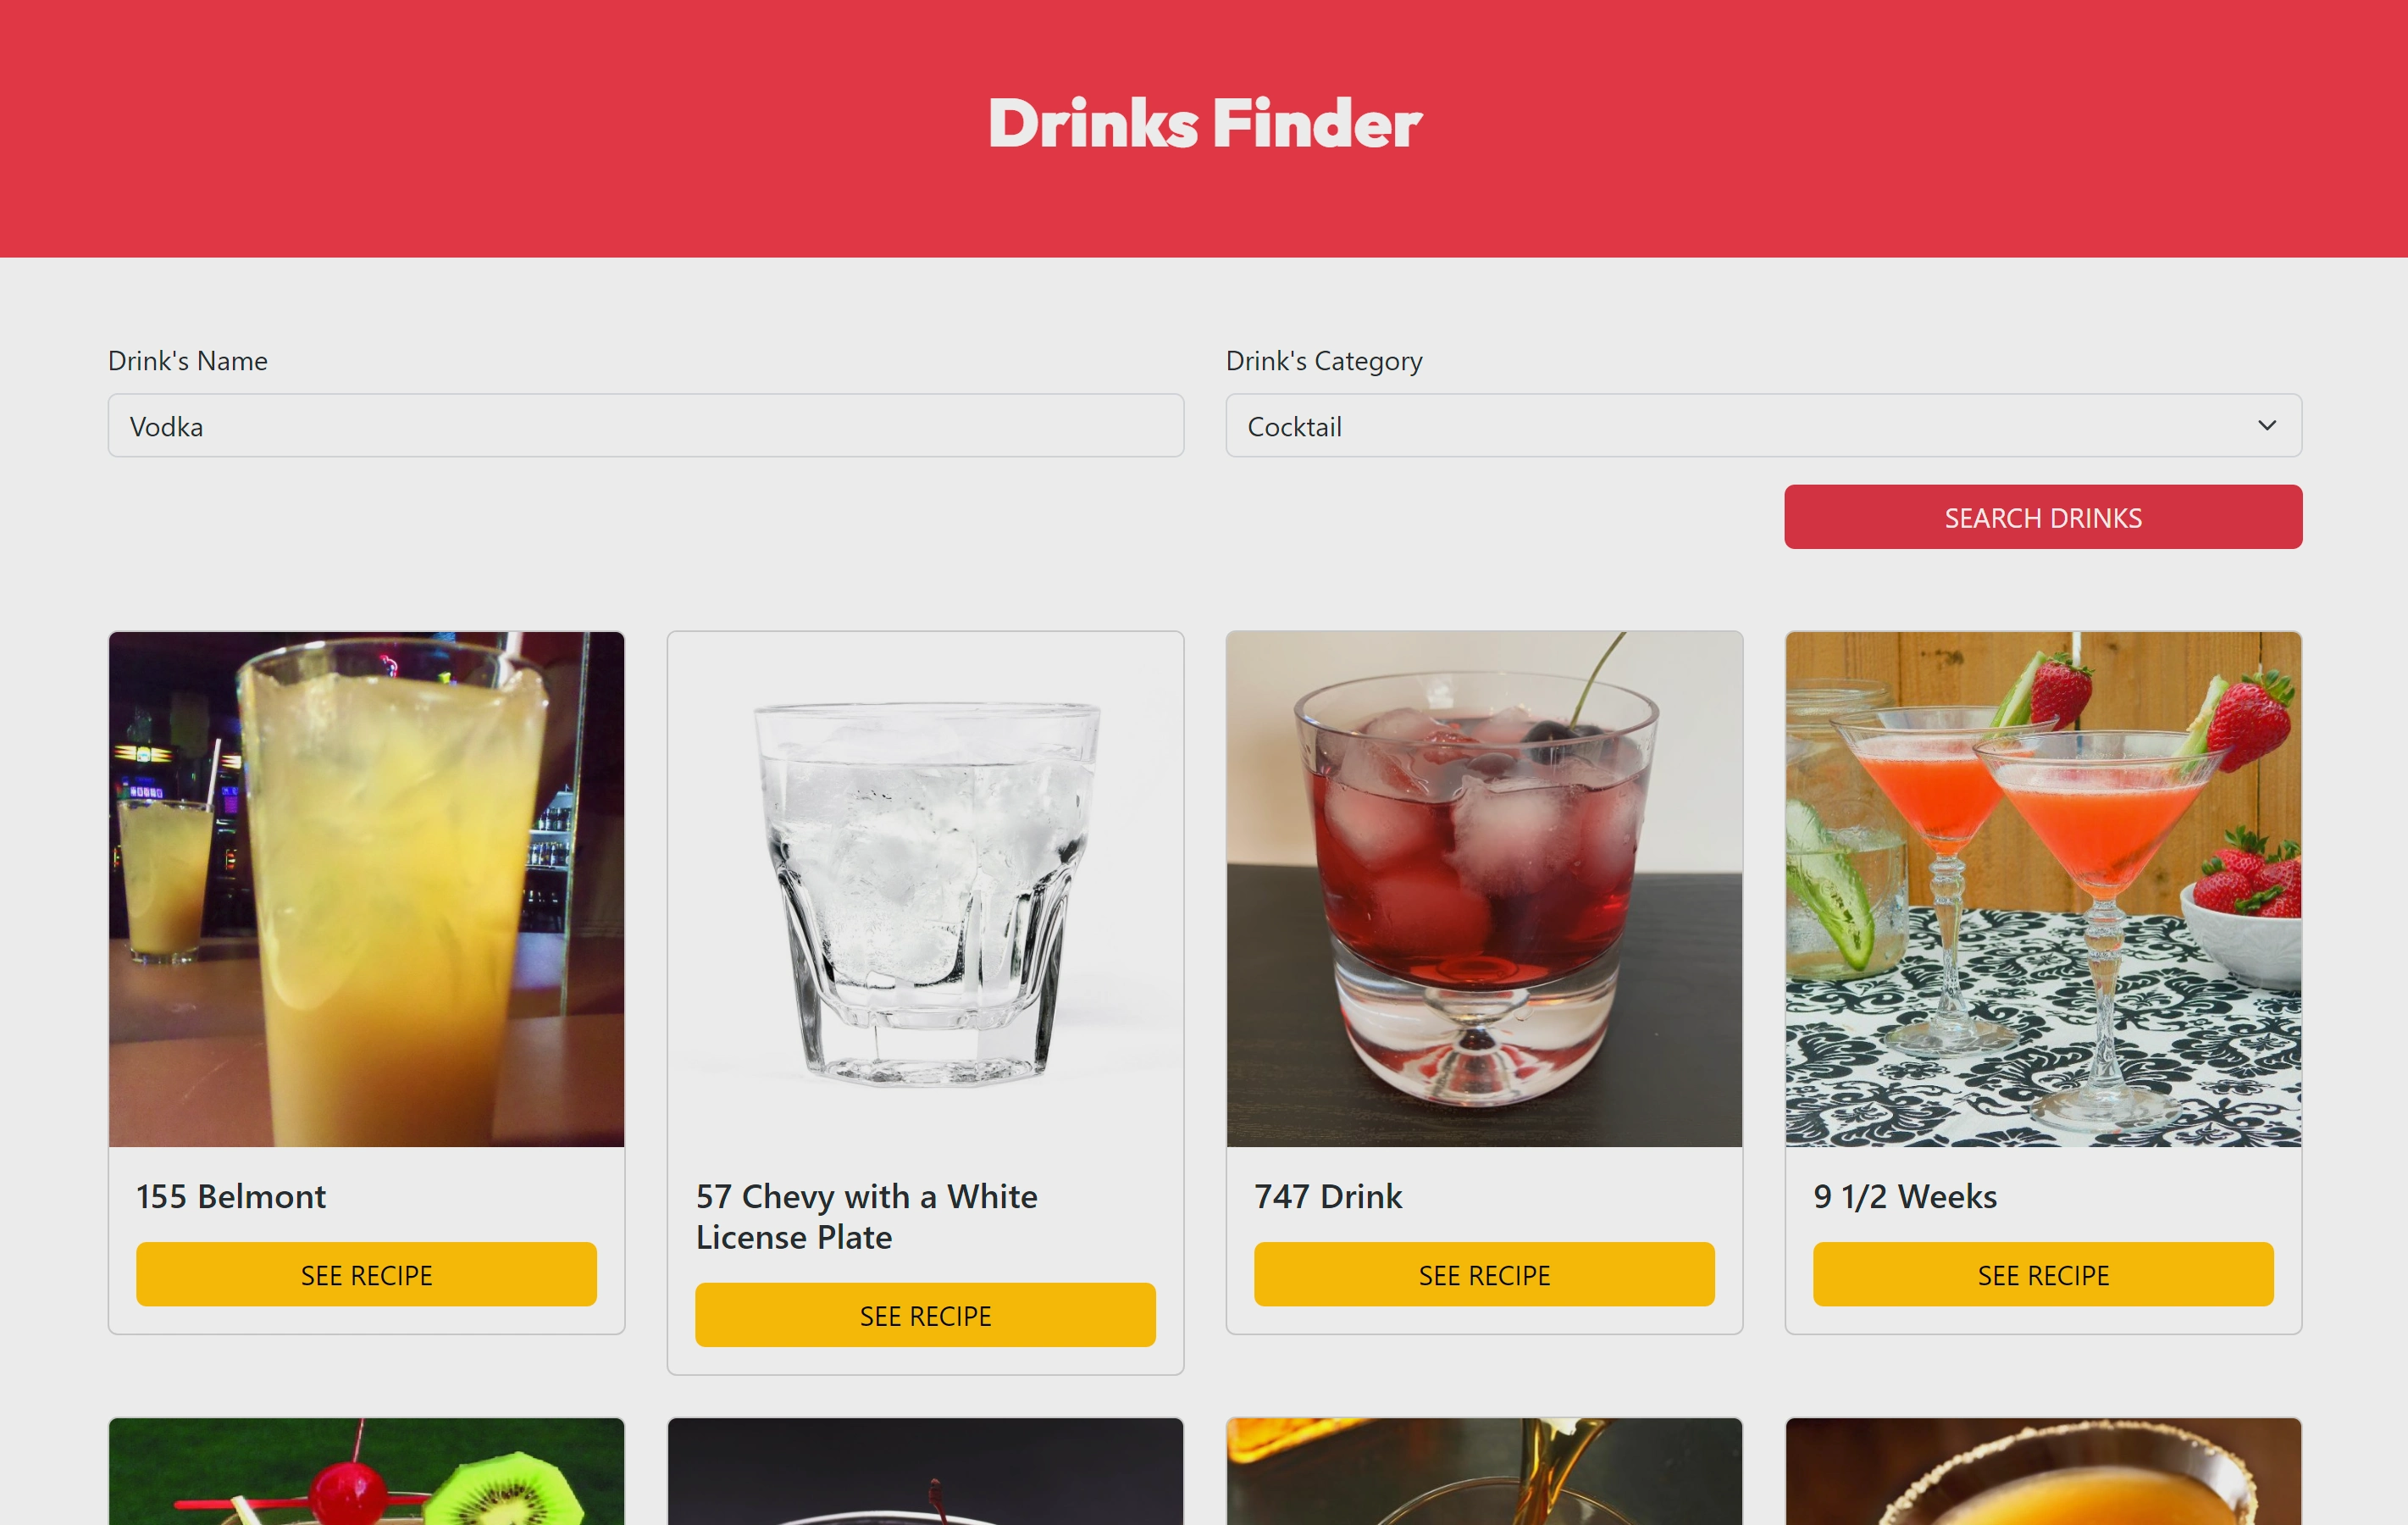 Drinks Finder
Drink's Name
Drink's Category
Vodka
Cocktail
SEARCH DRINKS
155 Belmont
SEE RECIPE
57 Chevy with a White
License Plate
SEE RECIPE
747 Drink
SEE RECIPE
9 1/2 Weeks
SEE RECIPE